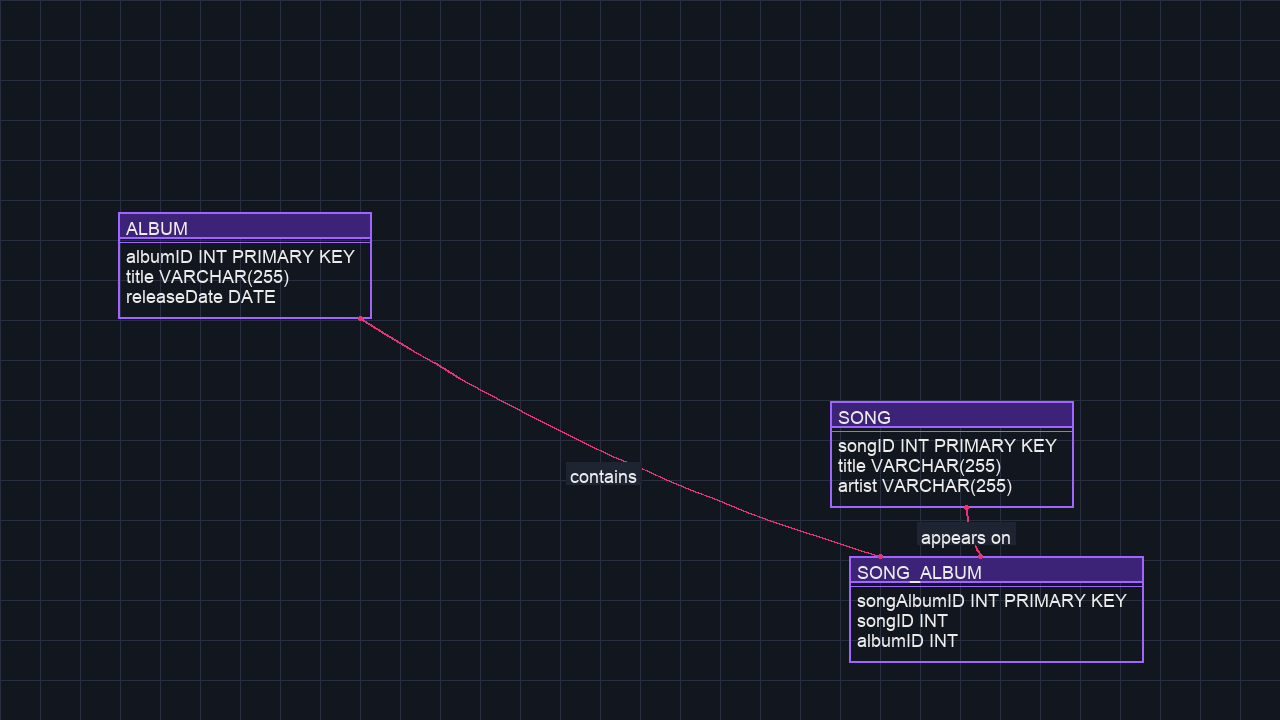 ALBUM
albumID INT PRIMARY KEY
title VARCHAR(255)
releaseDate DATE
contains
SONG
songID INT PRIMARY KEY
title VARCHAR(255)
artist VARCHAR(255)
appears on
SONG_ALBUM
songAlbumID INT PRIMARY KEY
songID INT
albumID INT